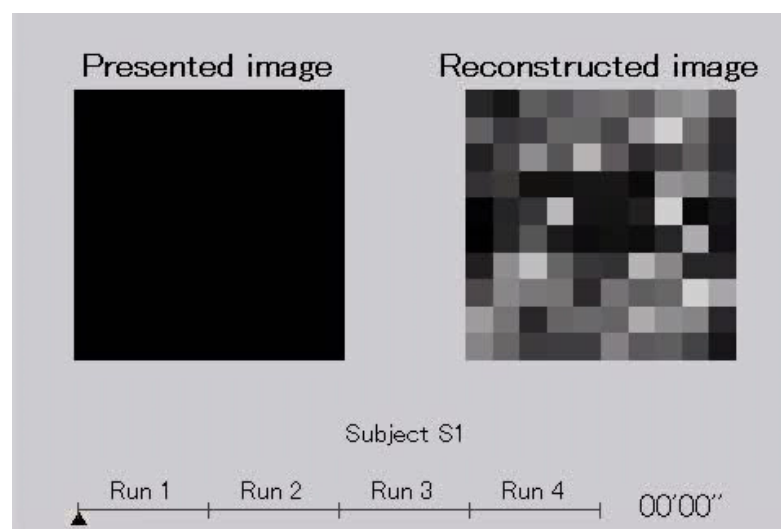 Presented image
Reconstructed image
Subject S1
Run 1
Run 2
Run 3
Run 4
00'00"